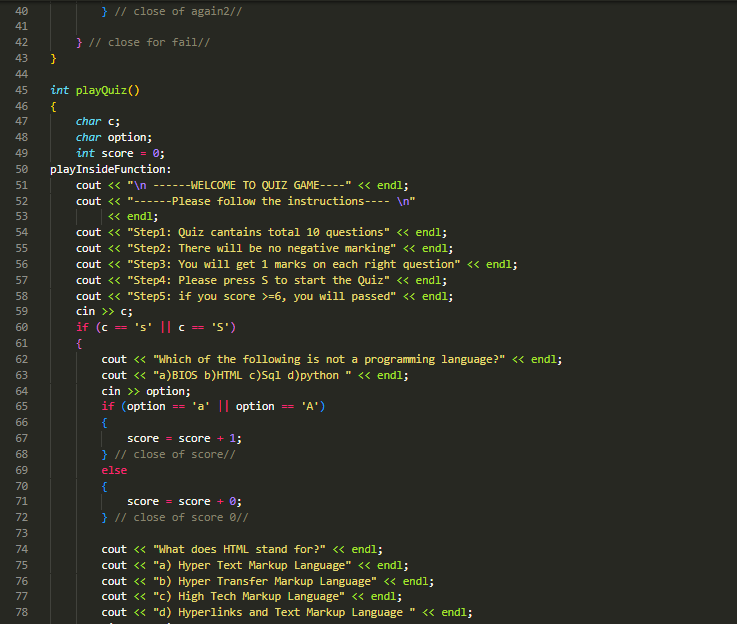 40 } // close of again2//
41
42 } // close for fail//
43 }
44
45 int playQuiz()
46 {
47 char c;
48 char option;
49 int score = 0;
50 playInsideFunction:
51 cout << "\n ------WELCOME TO QUIZ GAME----" << endl;
52 cout << "------Please follow the instructions---- \n"
53 << endl;
54 cout << "Step1: Quiz cantains total 10 questions" << endl;
55 cout << "Step2: There will be no negative marking" << endl;
56 cout << "Step3: You will get 1 marks on each right question" << endl;
57 cout << "Step4: Please press S to start the Quiz" << endl;
58 cout << "Step5: if you score >=6, you will passed" << endl;
59 cin >> c;
60 if (c == 's' || c == 'S')
61 {
62 cout << "Which of the following is not a programming language?" << endl;
63 cout << "a)BIOS b)HTML c)Sql d)python " << endl;
64 cin >> option;
65 if (option == 'a' || option == 'A')
66 {
67 score = score + 1;
68 } // close of score//
69 else
70 {
71 score = score + 0;
72 } // close of score 0//
73
74 cout << "What does HTML stand for?" << endl;
75 cout << "a) Hyper Text Markup Language" << endl;
76 cout << "b) Hyper Transfer Markup Language" << endl;
77 cout << "c) High Tech Markup Language" << endl;
78 cout << "d) Hyperlinks and Text Markup Language " << endl;